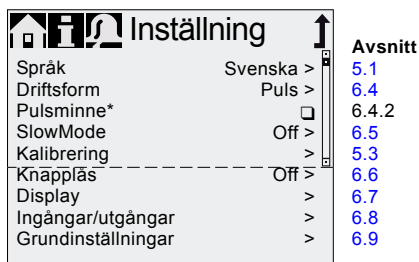 Inställning
Avsnitt
Språk Svenska > 5.1
Driftsform Puls > 6.4
Pulsminne* 6.4.2
SlowMode Off > 6.5
Kalibrering > 5.3
Knapplås Off > 6.6
Display > 6.7
Ingångar/utgångar > 6.8
Grundinställningar > 6.9